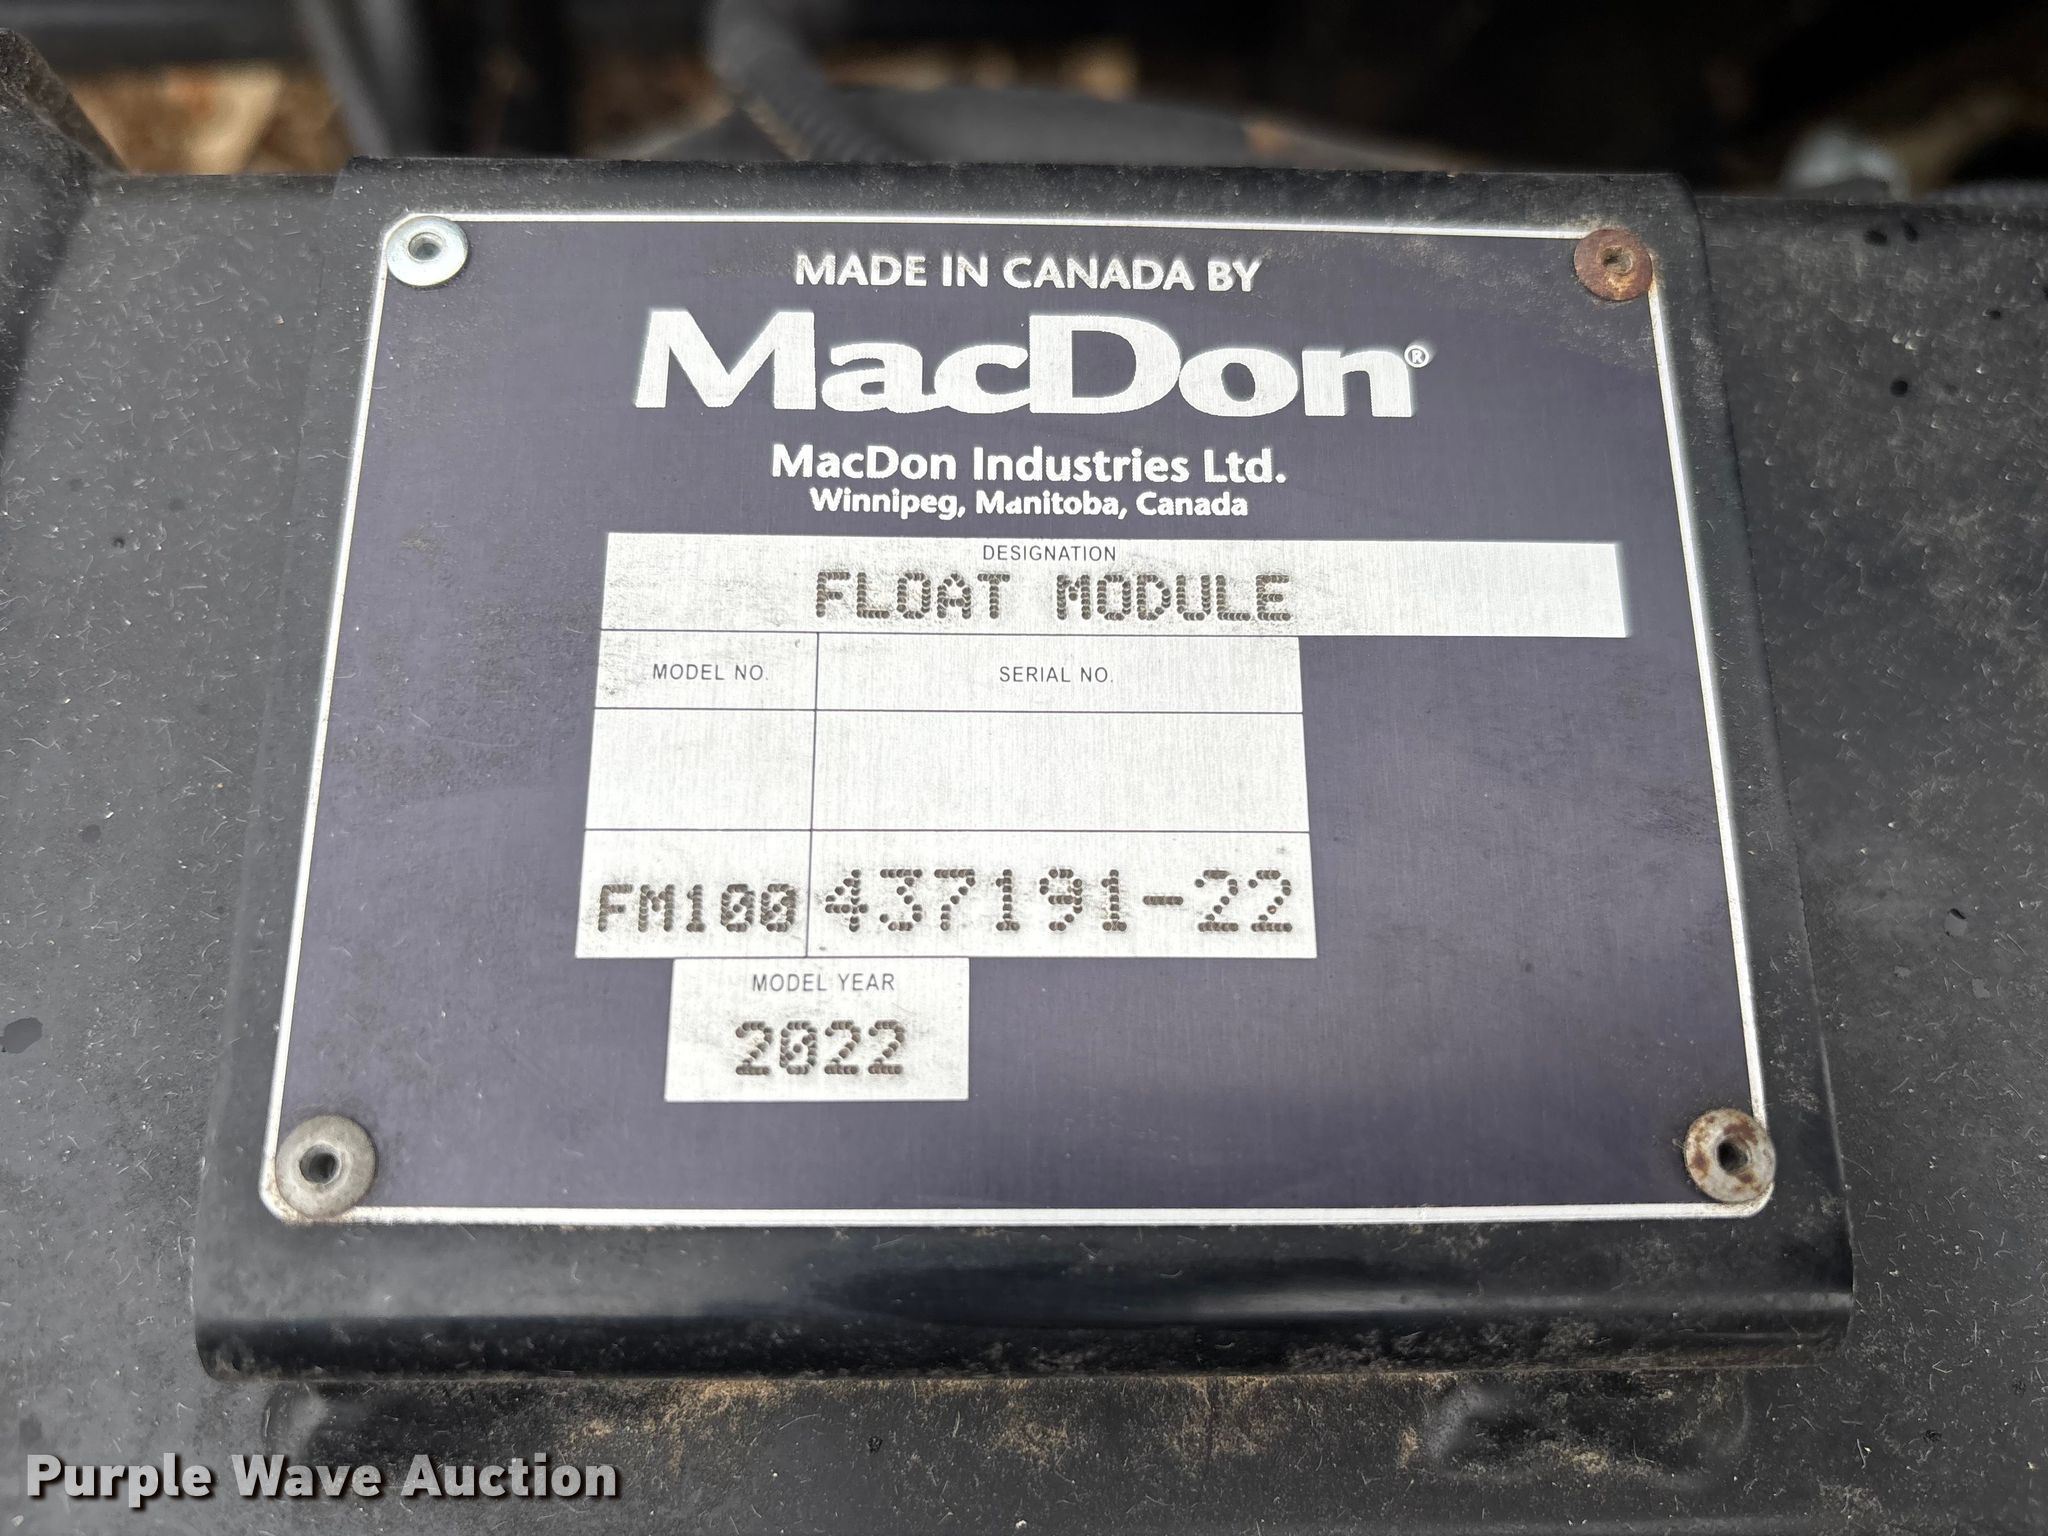 MADE IN CANADA BY
MacDon®
MacDon Industries Ltd.
Winnipeg, Manitoba, Canada
DESIGNATION
FLOAT MODULE
MODEL NO. SERIAL NO.
FM100 437191-22
MODEL YEAR
2022
Purple Wave Auction